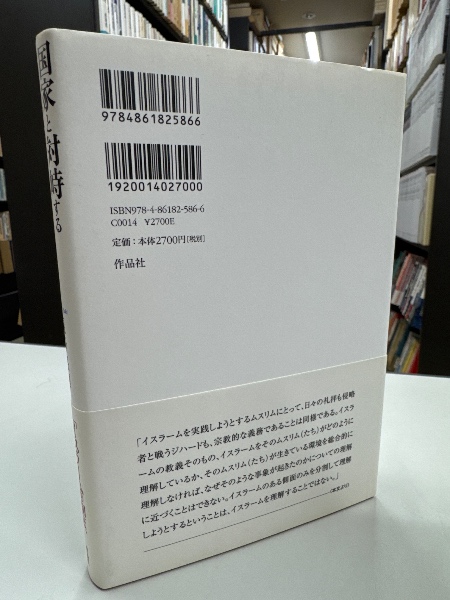 国家と対峙する
9784861825866
1920014027000
ISBN978-4-86182-586-6
C0014 ¥2700E
定価:本体2700円[税別]
作品社
「イスラームを実践しようとするムスリムにとって、日々の礼拝も侵略
者と戦うジハードも、宗教的な義務であることは同様である。イスラ
ームの教義そのもの、イスラームをそのムスリム(たち)がどのように
理解しているか、そのムスリム(たち)が生きている環境を総合的に
理解しなければ、なぜそのような事象が起きたのかについての理解
に近づくことはできない。イスラームのある側面のみを分割して理解
しようとするということは、イスラームを理解することではない。」